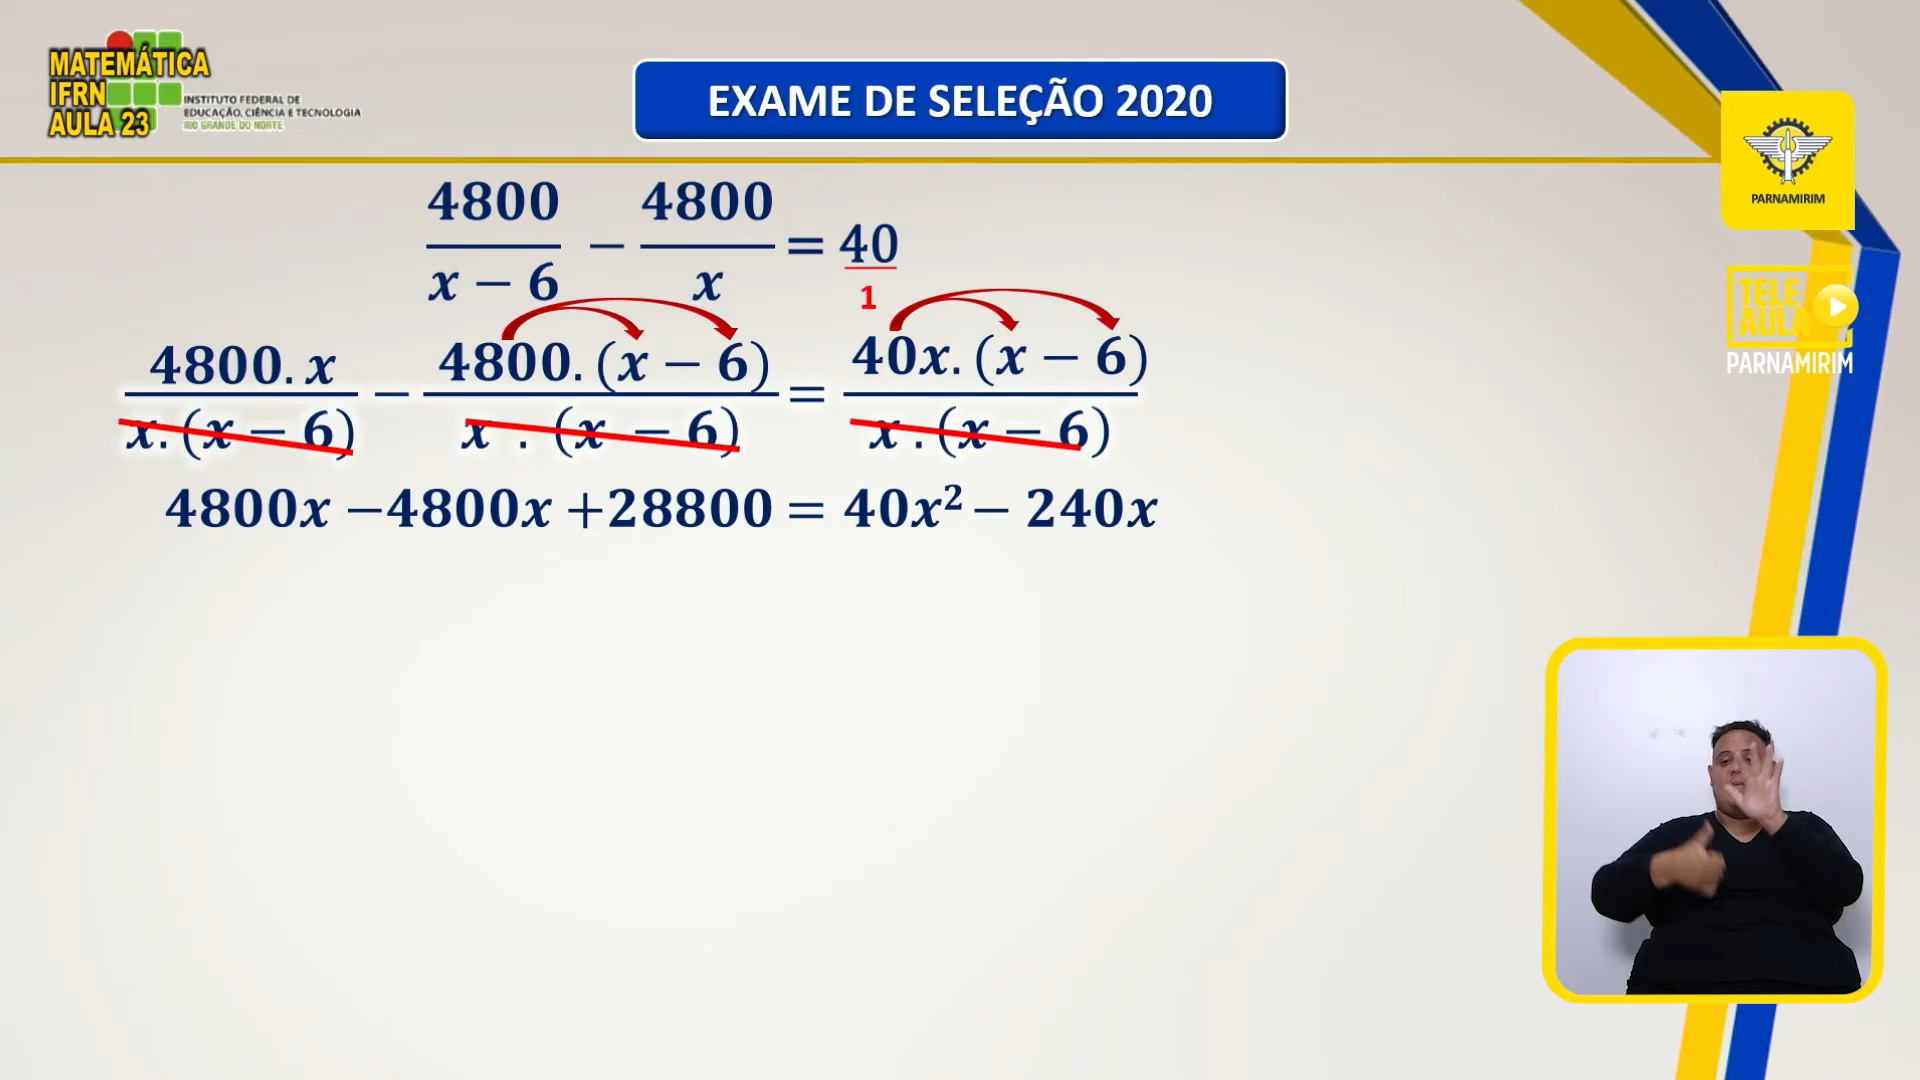 MATEMÁTICA
IFRN
AULA 23
INSTITUTO FEDERAL DE
EDUCAÇÃO, CIÊNCIA E TECNOLOGIA
RIO GRANDE DO NORTE
EXAME DE SELEÇÃO 2020
PARNAMIRIM
TELE
AULA
PARNAMIRIM
4800/(x − 6) − 4800/x = 40/1
4800. x/x. (x − 6) − 4800. (x − 6)/x . (x − 6) = 40x. (x − 6)/x . (x − 6)
4800x −4800x +28800 = 40x² − 240x